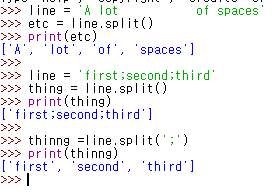 >>> line = 'A lot          of spaces'
>>> etc = line.split()
>>> print(etc)
['A', 'lot', 'of', 'spaces']
>>>
>>> line = 'first;second;third'
>>> thing = line.split()
>>> print(thing)
['first;second;third']
>>>
>>> thinng =line.split(';')
>>> print(thinng)
['first', 'second', 'third']
>>>